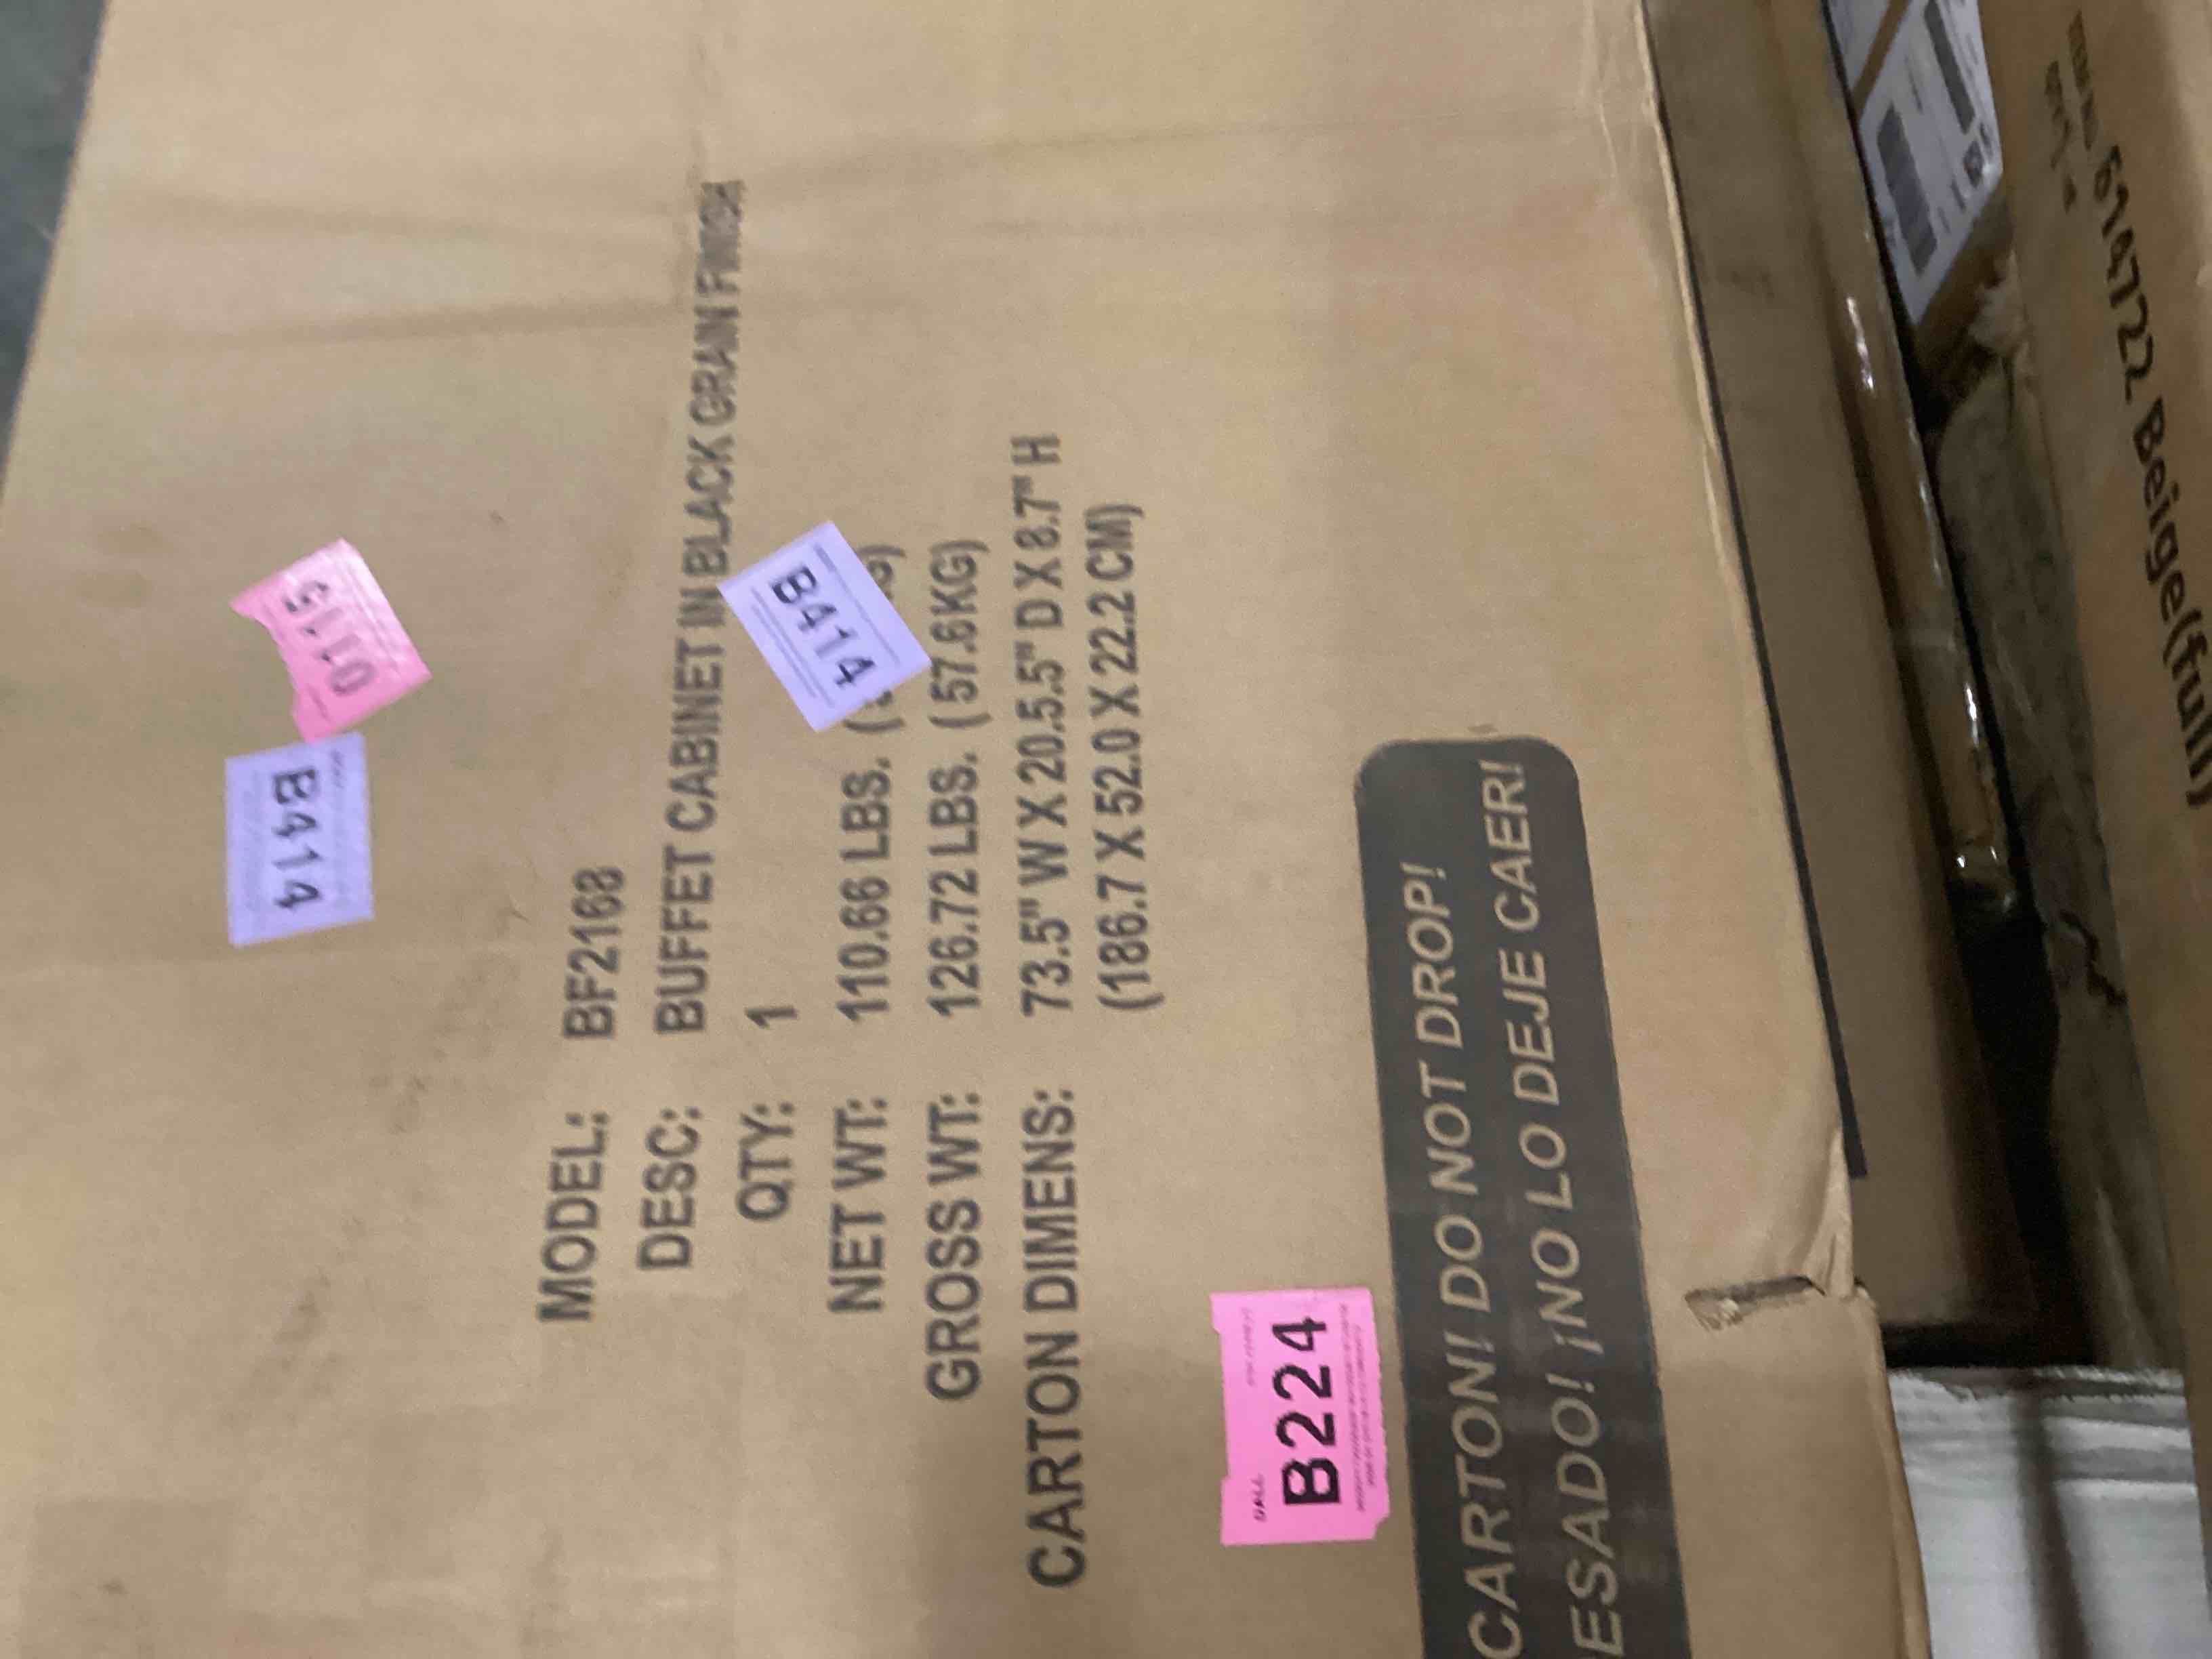 MODEL: BF2168
DESC: BUFFET CABINET IN BLACK GRAIN FINISH
QTY: 1
NET WT: 110.66 LBS. (
GROSS WT: 126.72 LBS. (57.6KG)
CARTON DIMENS: 73.5" W X 20.5.5" D X 8.7" H
(186.7 X 52.0 X 22.2 CM)
CARTON! DO NOT DROP!
ESADO! ¡NO LO DEJE CAER!
0115
B414
B414
B224
614722 Beige(full)